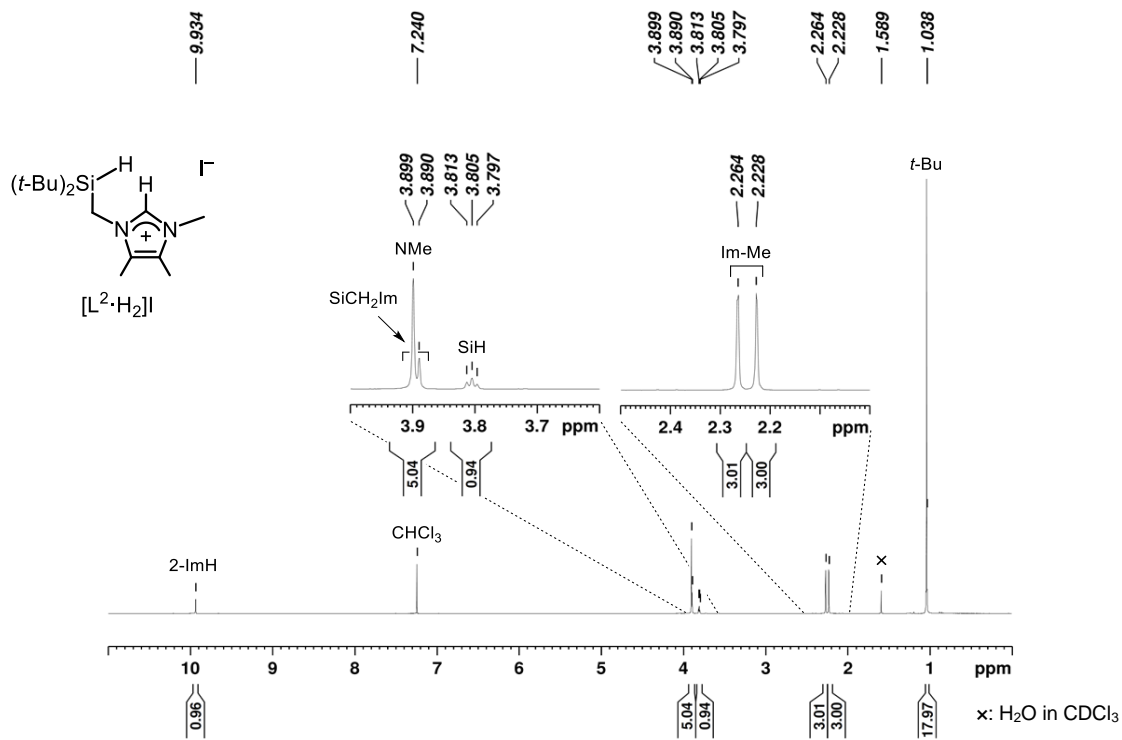 9.934
7.240
3.899
3.890
3.813
3.805
3.797
2.264
2.228
1.589
1.038
H
I–
(t-Bu)2Si
H
N
N
+
[L2·H2]I
3.899
3.890
3.813
3.805
3.797
2.264
2.228
t-Bu
NMe
Im-Me
SiCH2Im
SiH
3.9 3.8 3.7 ppm
2.4 2.3 2.2 ppm
5.04
0.94
3.01
3.00
CHCl3
2-ImH
×
10 9 8 7 6 5 4 3 2 1 ppm
0.96
5.04
0.94
3.01
3.00
17.97
×: H2O in CDCl3